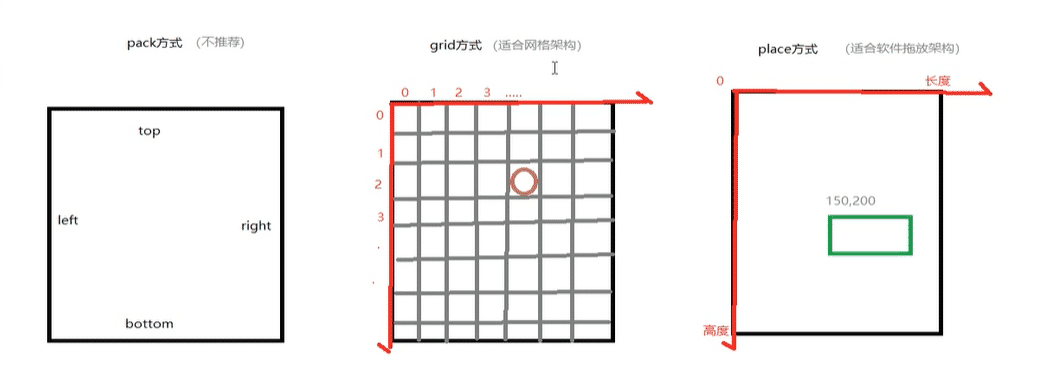 pack方式 (不推荐)
top
left
right
bottom
grid方式 (适合网格架构)
0 1 2 3 .....
0
1
2
3
.
.
place方式 (适合软件拖放架构)
0
长度
150,200
高度